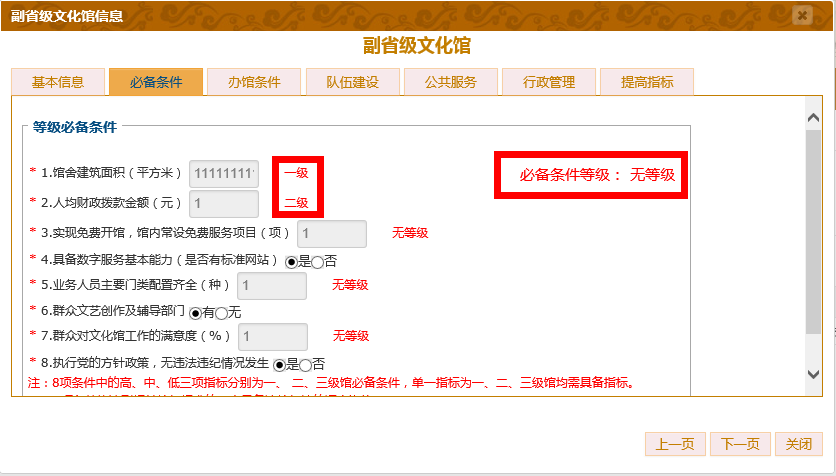 副省级文化馆信息
副省级文化馆
基本信息 必备条件 办馆条件 队伍建设 公共服务 行政管理 提高指标
等级必备条件
必备条件等级： 无等级
* 1.馆舍建筑面积（平方米） 11111111 一级
* 2.人均财政拨款金额（元） 1 二级
* 3.实现免费开馆，馆内常设免费服务项目（项） 1 无等级
* 4.具备数字服务基本能力（是否有标准网站） 是 否
* 5.业务人员主要门类配置齐全（种） 1 无等级
* 6.群众文艺创作及辅导部门 有 无
* 7.群众对文化馆工作的满意度（%） 1 无等级
* 8.执行党的方针政策，无违法违纪情况发生 是 否
注：8项条件中的高、中、低三项指标分别为一、 二、三级馆必备条件，单一指标为一、二、三级馆均需具备指标。
上一页 下一页 关闭